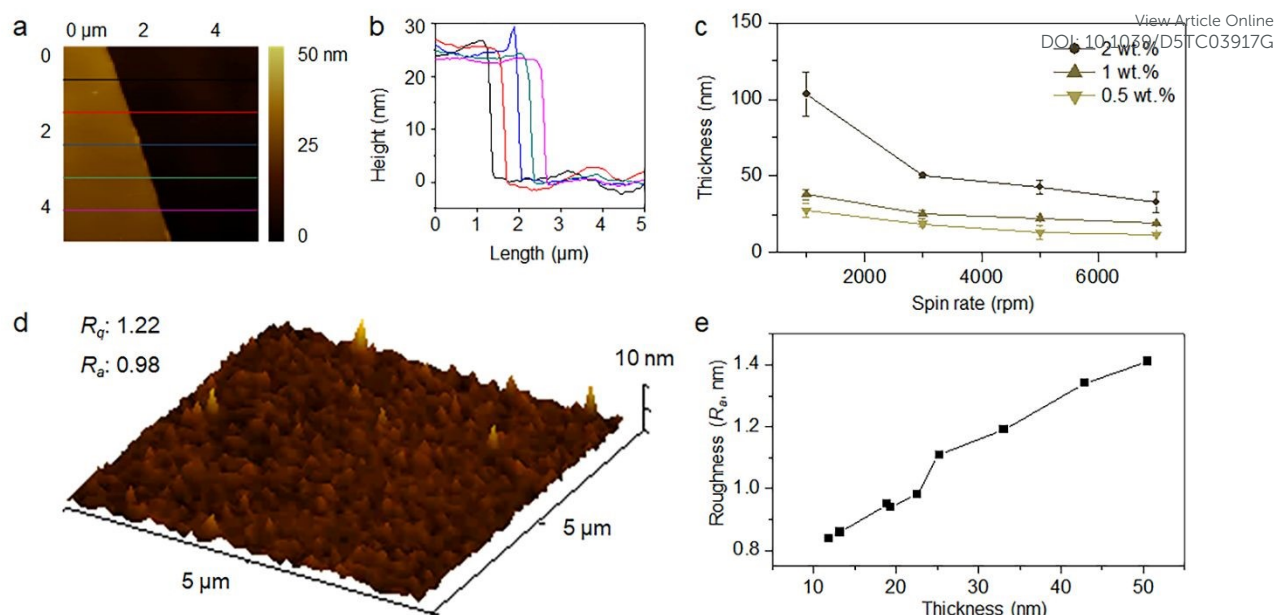 View Article Online
DOI: 10.1039/D5TC03917G
a
0 µm 2 4
0
2
4
50 nm
25
0
b
Height (nm)
30
20
10
0
0 1 2 3 4 5
Length (µm)
c
Thickness (nm)
150
100
50
0
2 wt.%
1 wt.%
0.5 wt.%
2000 4000 6000
Spin rate (rpm)
d
Rq: 1.22
Ra: 0.98
10 nm
5 µm
5 µm
e
Roughness (Ra, nm)
1.4
1.2
1.0
0.8
10 20 30 40 50
Thickness (nm)